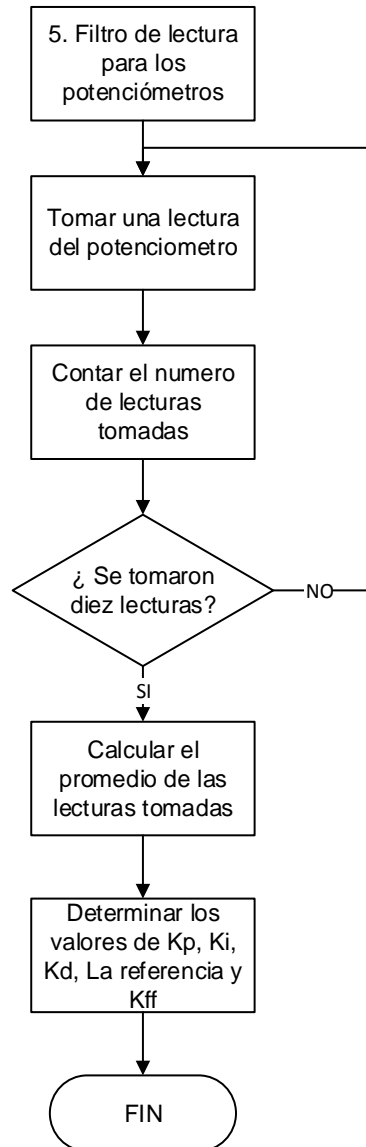 5. Filtro de lectura
para los
potenciómetros
Tomar una lectura
del potenciometro
Contar el numero
de lecturas
tomadas
¿ Se tomaron
diez lecturas?
NO
SI
Calcular el
promedio de las
lecturas tomadas
Determinar los
valores de Kp, Ki,
Kd, La referencia y
Kff
FIN